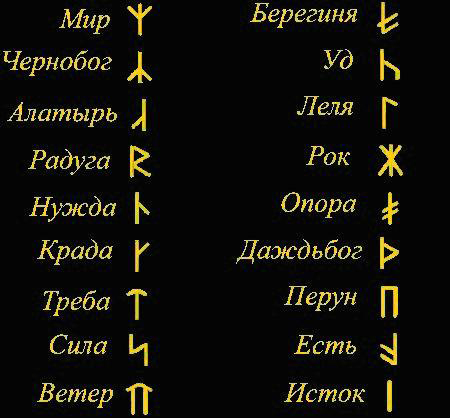 Мир ᛉ
Чернобог ᛦ
Алатырь
Радуга ᚱ
Нужда ᚾ
Крада ᚴ
Треба ᛏ
Сила
Ветер
Берегиня
Уд
Леля ᛚ
Рок
Опора ᚭ
Даждьбог ᚦ
Перун
Есть
Исток ᛁ